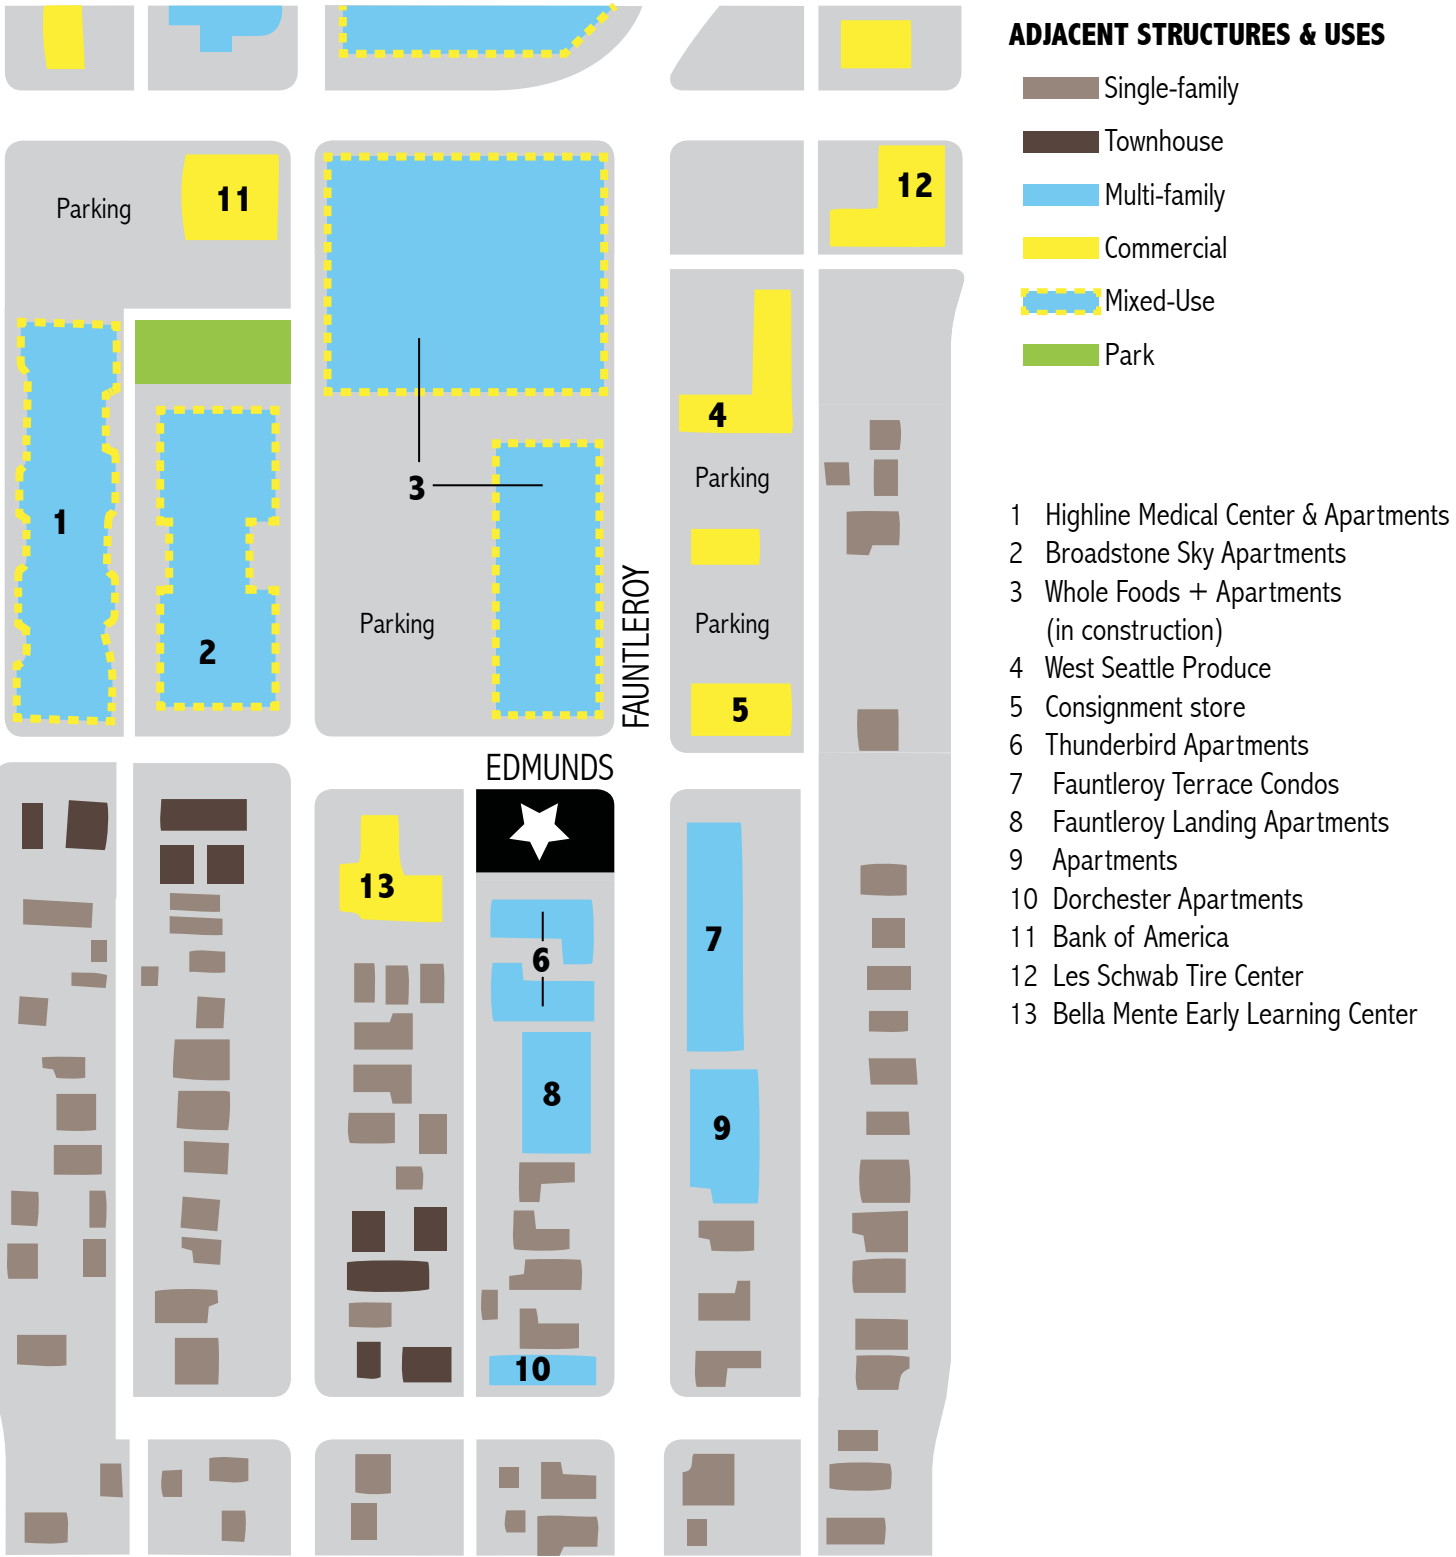 ADJACENT STRUCTURES & USES
Single-family
Townhouse
Multi-family
Commercial
Mixed-Use
Park
1 Highline Medical Center & Apartments
2 Broadstone Sky Apartments
3 Whole Foods + Apartments
(in construction)
4 West Seattle Produce
5 Consignment store
6 Thunderbird Apartments
7 Fauntleroy Terrace Condos
8 Fauntleroy Landing Apartments
9 Apartments
10 Dorchester Apartments
11 Bank of America
12 Les Schwab Tire Center
13 Bella Mente Early Learning Center
Parking
11
12
4
Parking
3
1
Parking
Parking
2
5
FAUNTLEROY
EDMUNDS
13
6
7
8
9
10